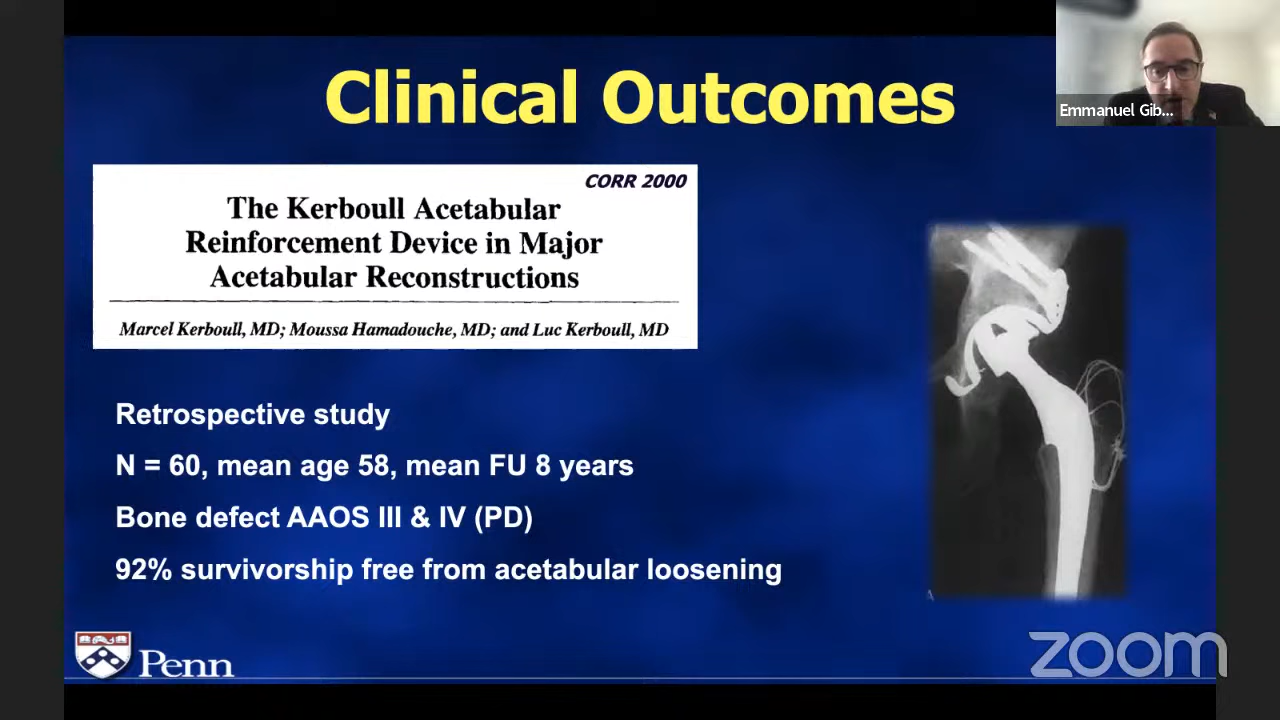 Clinical Outcomes
Emmanuel Gib...
CORR 2000
The Kerboull Acetabular
Reinforcement Device in Major
Acetabular Reconstructions
Marcel Kerboull, MD; Moussa Hamadouche, MD; and Luc Kerboull, MD
Retrospective study
N = 60, mean age 58, mean FU 8 years
Bone defect AAOS III & IV (PD)
92% survivorship free from acetabular loosening
A
Penn
zoom